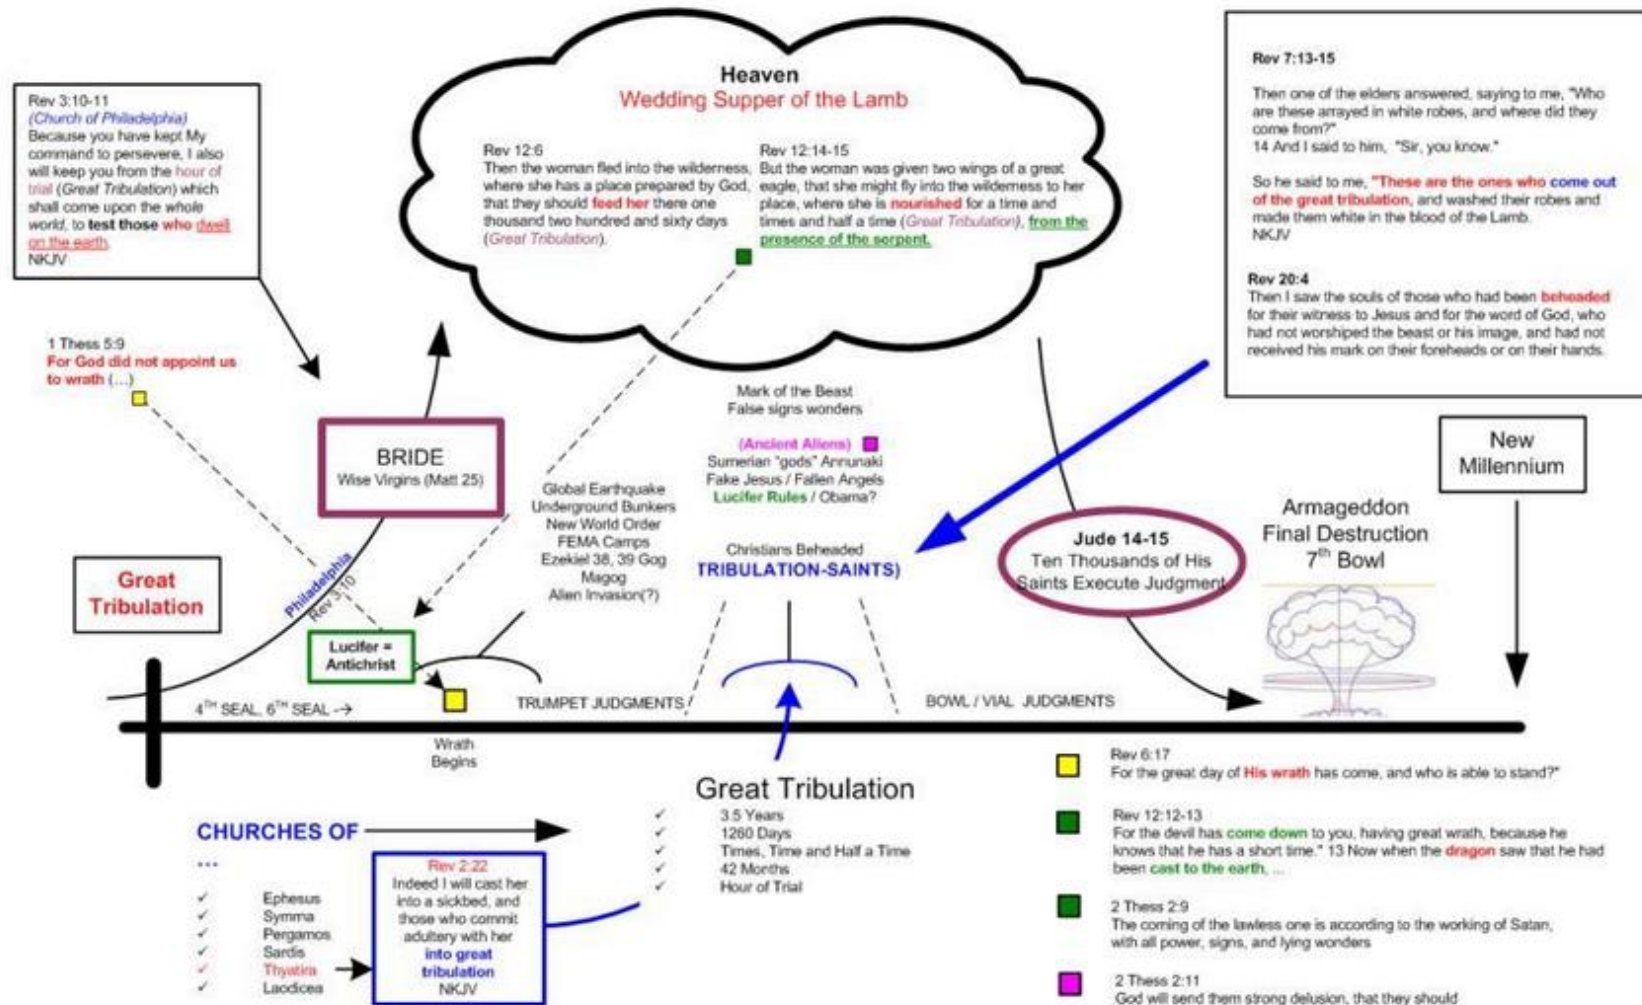 Rev 3:10-11
(Church of Philadelphia)
Because you have kept My
command to persevere, I also
will keep you from the hour of
trial (Great Tribulation) which
shall come upon the whole
world, to test those who dwell
on the earth.
NKJV
1 Thess 5:9
For God did not appoint us
to wrath (...)
Heaven
Wedding Supper of the Lamb
Rev 12:6
Then the woman fled into the wilderness,
where she has a place prepared by God,
that they should feed her there one
thousand two hundred and sixty days
(Great Tribulation).
Rev 12:14-15
But the woman was given two wings of a great
eagle, that she might fly into the wilderness to her
place, where she is nourished for a time and
times and half a time (Great Tribulation), from the
presence of the serpent.
Rev 7:13-15
Then one of the elders answered, saying to me, "Who
are these arrayed in white robes, and where did they
come from?"
14 And I said to him, "Sir, you know."
So he said to me, "These are the ones who come out
of the great tribulation, and washed their robes and
made them white in the blood of the Lamb.
NKJV
Rev 20:4
Then I saw the souls of those who had been beheaded
for their witness to Jesus and for the word of God, who
had not worshiped the beast or his image, and had not
received his mark on their foreheads or on their hands.
BRIDE
Wise Virgins (Matt 25)
Philadelphia
Rev 3:10
Great
Tribulation
Lucifer =
Antichrist
Global Earthquake
Underground Bunkers
New World Order
FEMA Camps
Ezekiel 38, 39 Gog
Magog
Alien Invasion(?)
Mark of the Beast
False signs wonders
(Ancient Aliens)
Sumerian "gods" Annunaki
Fake Jesus / Fallen Angels
Lucifer Rules / Obama?
Christians Beheaded
TRIBULATION-SAINTS)
Jude 14-15
Ten Thousands of His
Saints Execute Judgment
Armageddon
Final Destruction
7th Bowl
New
Millennium
4TH SEAL, 6TH SEAL -→
TRUMPET JUDGMENTS
BOWL / VIAL JUDGMENTS
Wrath
Begins
CHURCHES OF
...
✓ Ephesus
✓ Symma
✓ Pergamos
✓ Sardis
✓ Thyatira
✓ Laodicea
Rev 2:22
Indeed I will cast her
into a sickbed, and
those who commit
adultery with her
into great
tribulation
NKJV
Great Tribulation
✓ 3.5 Years
✓ 1260 Days
✓ Times, Time and Half a Time
✓ 42 Months
✓ Hour of Trial
Rev 6:17
For the great day of His wrath has come, and who is able to stand?"
Rev 12:12-13
For the devil has come down to you, having great wrath, because he
knows that he has a short time." 13 Now when the dragon saw that he had
been cast to the earth, ...
2 Thess 2:9
The coming of the lawless one is according to the working of Satan,
with all power, signs, and lying wonders
2 Thess 2:11
God will send them strong delusion, that they should